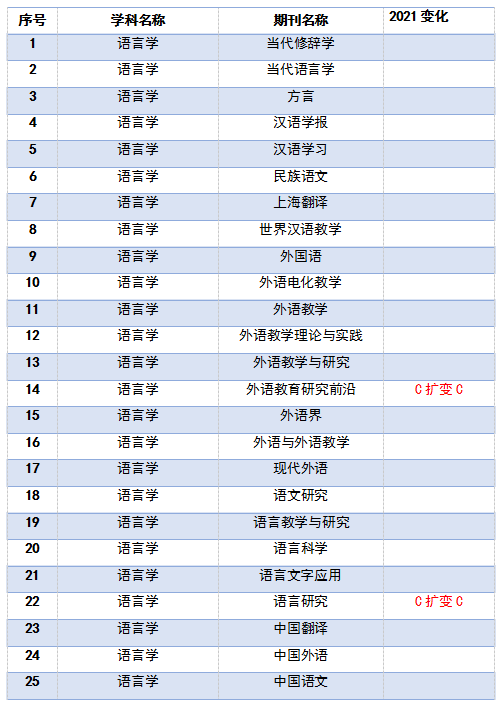 序号 学科名称 期刊名称 2021 变化
1 语言学 当代修辞学
2 语言学 当代语言学
3 语言学 方言
4 语言学 汉语学报
5 语言学 汉语学习
6 语言学 民族语文
7 语言学 上海翻译
8 语言学 世界汉语教学
9 语言学 外国语
10 语言学 外语电化教学
11 语言学 外语教学
12 语言学 外语教学理论与实践
13 语言学 外语教学与研究
14 语言学 外语教育研究前沿 C 扩变 C
15 语言学 外语界
16 语言学 外语与外语教学
17 语言学 现代外语
18 语言学 语文研究
19 语言学 语言教学与研究
20 语言学 语言科学
21 语言学 语言文字应用
22 语言学 语言研究 C 扩变 C
23 语言学 中国翻译
24 语言学 中国外语
25 语言学 中国语文